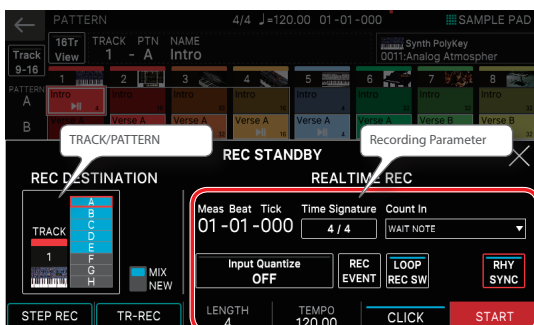 PATTERN 4/4 ♩=120.00 01-01-000 SAMPLE PAD
Track 9-16
16Tr View
TRACK PTN NAME
1 - A Intro
Synth PolyKey
0011:Analog Atmospher
1 2 3 4 5 6 7 8
PATTERN
A Intro Intro Intro Intro Intro Intro Intro Intro
B Verse A Verse A Verse A Verse A Verse A Verse A Verse B Verse B
TRACK/PATTERN
Recording Parameter
REC STANDBY
REC DESTINATION
REALTIME REC
TRACK
1
A
B
C
D
E
F
G
H
MIX
NEW
Meas Beat Tick Time Signature Count In
01-01-000 4 / 4 WAIT NOTE
Input Quantize
OFF
REC EVENT
LOOP REC SW
RHY SYNC
STEP REC TR-REC
LENGTH
4
TEMPO
120.00
CLICK
START